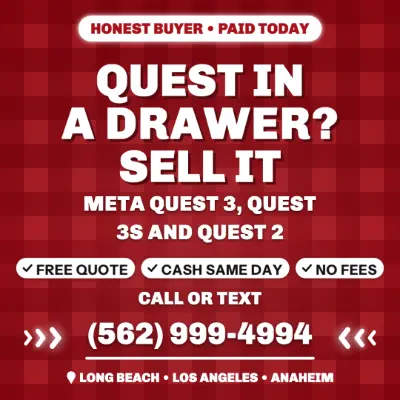 HONEST BUYER • PAID TODAY
QUEST IN
A DRAWER?
SELL IT
META QUEST 3, QUEST
3S AND QUEST 2
FREE QUOTE
CASH SAME DAY
NO FEES
CALL OR TEXT
(562) 999-4994
LONG BEACH • LOS ANGELES • ANAHEIM